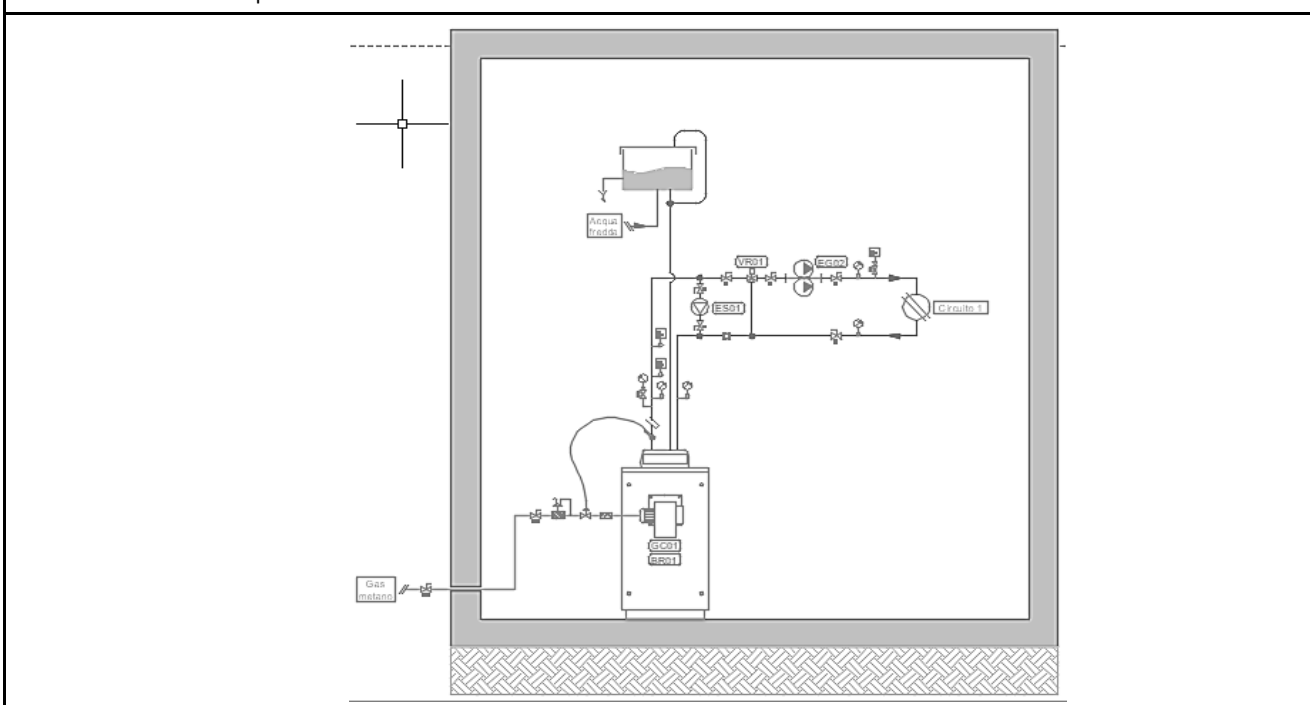 Acqua
fredda
VR01
EG02
ES01
Circuito 1
GC01
BR01
Gas
metano